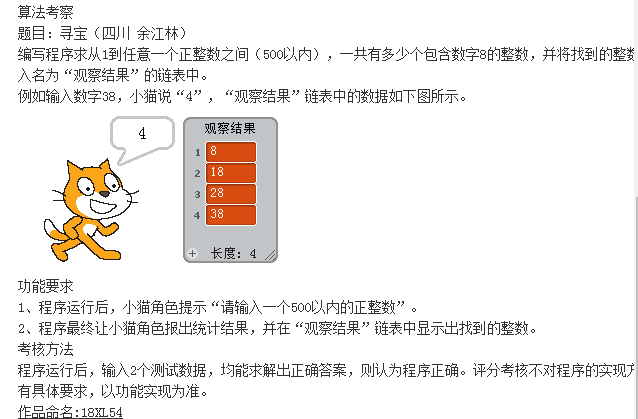 算法考察
题目：寻宝（四川 余江林）
编写程序求从1到任意一个正整数之间（500以内），一共有多少个包含数字8的整数，并将找到的整数
入名为“观察结果”的链表中。
例如输入数字38，小猫说“4”，“观察结果”链表中的数据如下图所示。
4
观察结果
1 8
2 18
3 28
4 38
+ 长度：4
功能要求
1、程序运行后，小猫角色提示“请输入一个500以内的正整数”。
2、程序最终让小猫角色报出统计结果，并在“观察结果”链表中显示出找到的整数。
考核方法
程序运行后，输入2个测试数据，均能求解出正确答案，则认为程序正确。评分考核不对程序的实现
有具体要求，以功能实现为准。
作品命名:18XL54